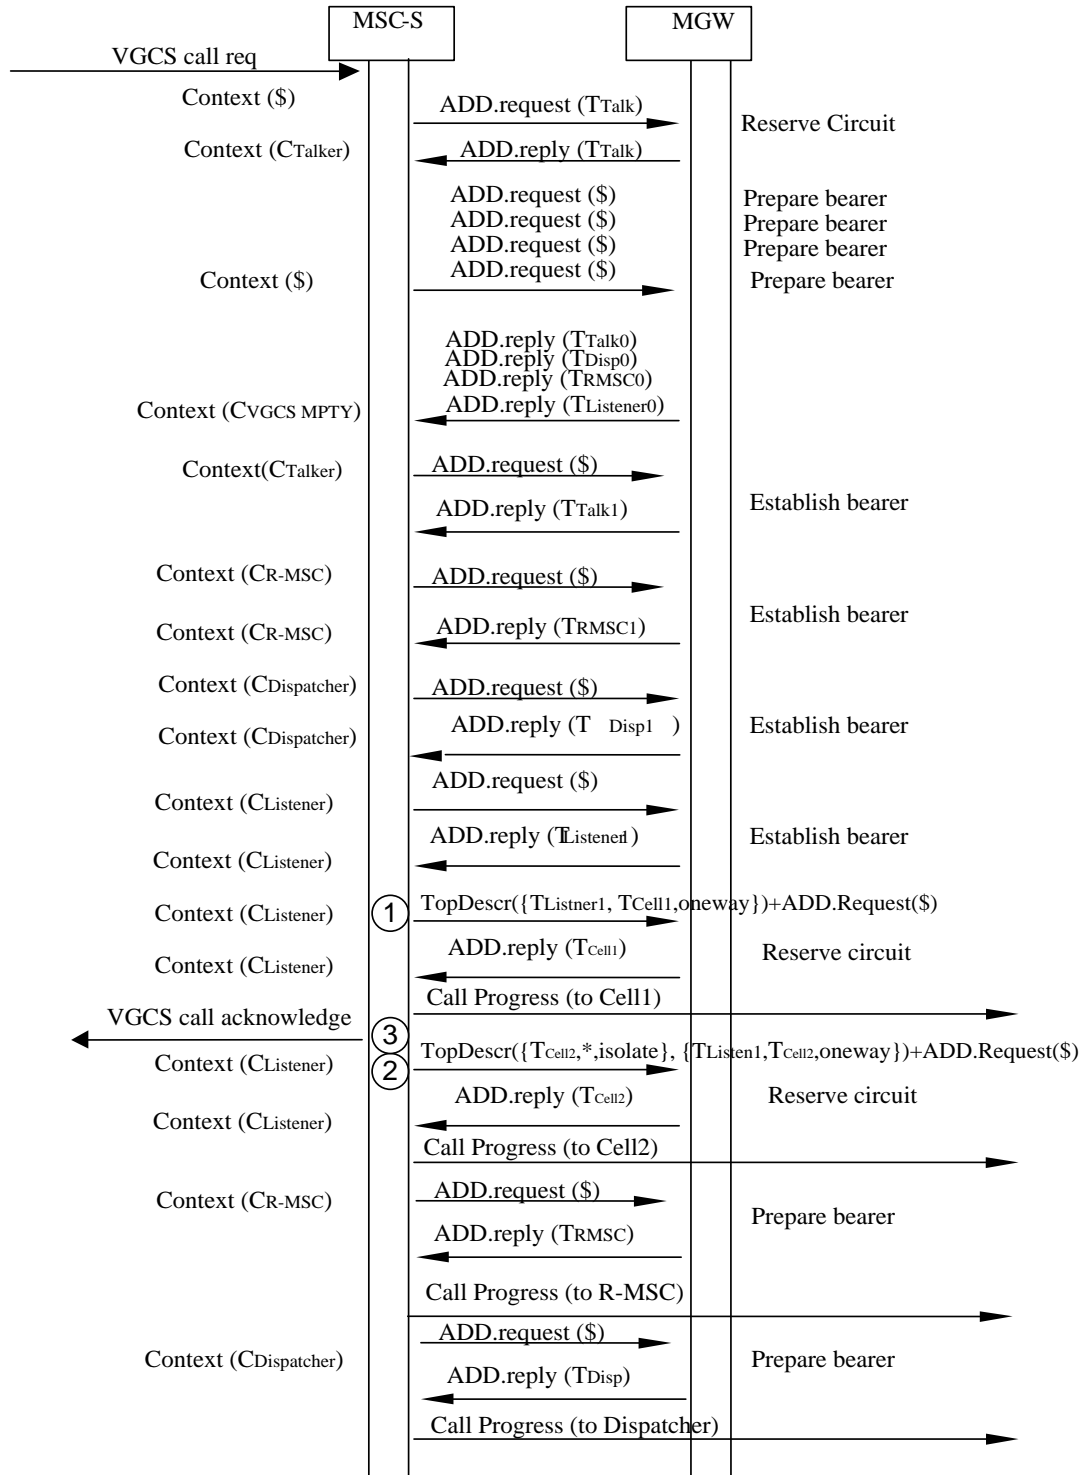 MSC-S
MGW
VGCS call req
Context ($)
ADD.request (TTalk)
Reserve Circuit
Context (CTalker)
ADD.reply (TTalk)
ADD.request ($)
Prepare bearer
ADD.request ($)
Prepare bearer
ADD.request ($)
Prepare bearer
Context ($)
ADD.request ($)
Prepare bearer
ADD.reply (TTalk0)
ADD.reply (TDisp0)
ADD.reply (TRMSC0)
Context (CVGCS MPTY)
ADD.reply (TListener0)
Context(CTalker)
ADD.request ($)
ADD.reply (TTalk1)
Establish bearer
Context (CR-MSC)
ADD.request ($)
Establish bearer
Context (CR-MSC)
ADD.reply (TRMSC1)
Context (CDispatcher)
ADD.request ($)
Context (CDispatcher)
ADD.reply (T Disp1 )
Establish bearer
Context (CListener)
ADD.request ($)
ADD.reply (TListener1)
Establish bearer
Context (CListener)
Context (CListener)
1
TopDescr({TListner1, TCell1,oneway})+ADD.Request($)
Context (CListener)
ADD.reply (TCell1)
Reserve circuit
Call Progress (to Cell1)
VGCS call acknowledge
3
Context (CListener)
2
TopDescr({TCell2,*,isolate}, {TListen1,TCell2,oneway})+ADD.Request($)
ADD.reply (TCell2)
Reserve circuit
Context (CListener)
Call Progress (to Cell2)
Context (CR-MSC)
ADD.request ($)
Prepare bearer
ADD.reply (TRMSC)
Call Progress (to R-MSC)
ADD.request ($)
Context (CDispatcher)
Prepare bearer
ADD.reply (TDisp)
Call Progress (to Dispatcher)